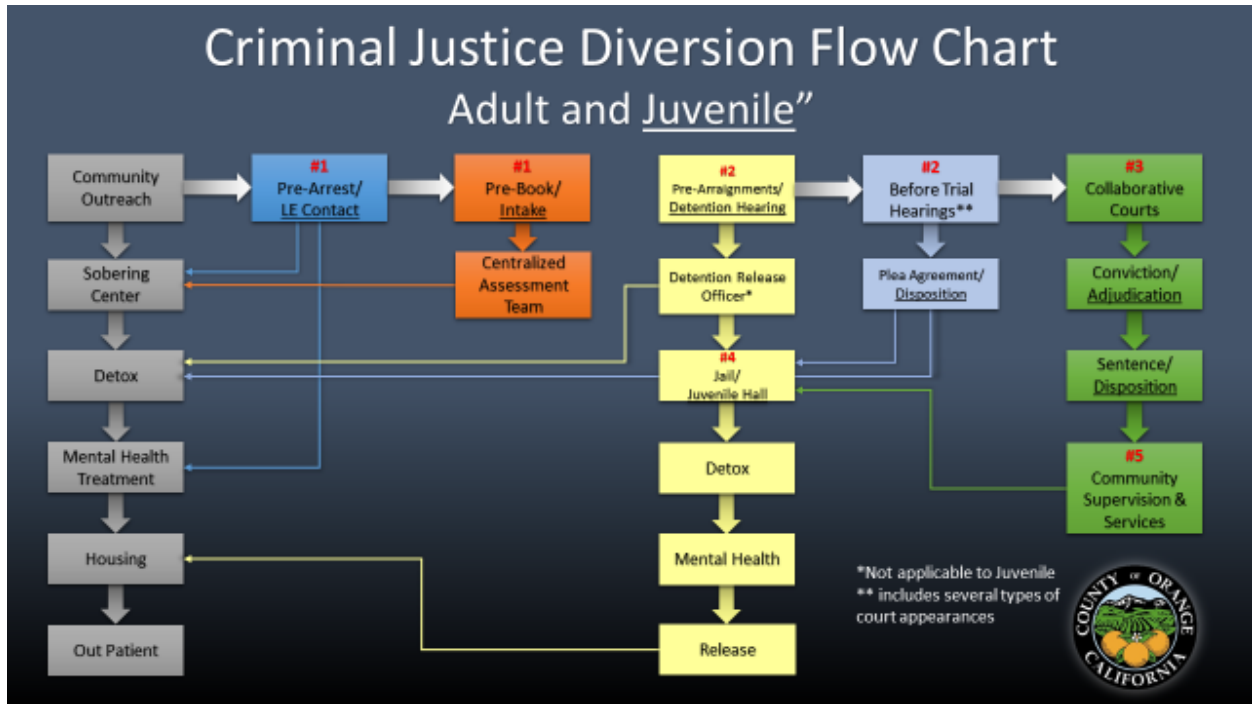 Criminal Justice Diversion Flow Chart
Adult and Juvenile”
Community
Outreach
#1
Pre-Arrest/
LE Contact
#1
Pre-Book/
Intake
#2
Pre-Arraignments/
Detention Hearing
#2
Before Trial
Hearings**
#3
Collaborative
Courts
Sobering
Center
Centralized
Assessment
Team
Detention Release
Officer*
Plea Agreement/
Disposition
Conviction/
Adjudication
Detox
#4
Jail/
Juvenile Hall
Sentence/
Disposition
Mental Health
Treatment
Detox
#5
Community
Supervision &
Services
Housing
Mental Health
*Not applicable to Juvenile
** includes several types of
court appearances
Out Patient
Release
COUNTY OF ORANGE
CALIFORNIA